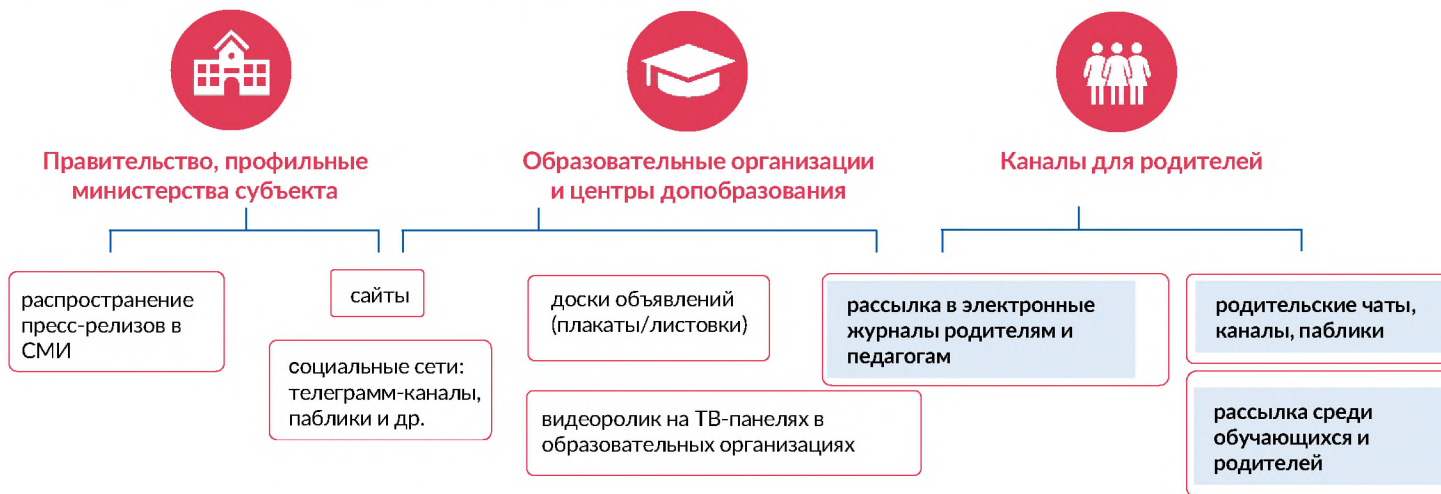 Правительство, профильные
министерства субъекта
Образовательные организации
и центры допобразования
Каналы для родителей
распространение
пресс-релизов в
СМИ
сайты
социальные сети:
телеграмм-каналы,
паблики и др.
доски объявлений
(плакаты/листовки)
видеоролик на ТВ-панелях в
образовательных организациях
рассылка в электронные
журналы родителям и
педагогам
родительские чаты,
каналы, паблики
рассылка среди
обучающихся и
родителей